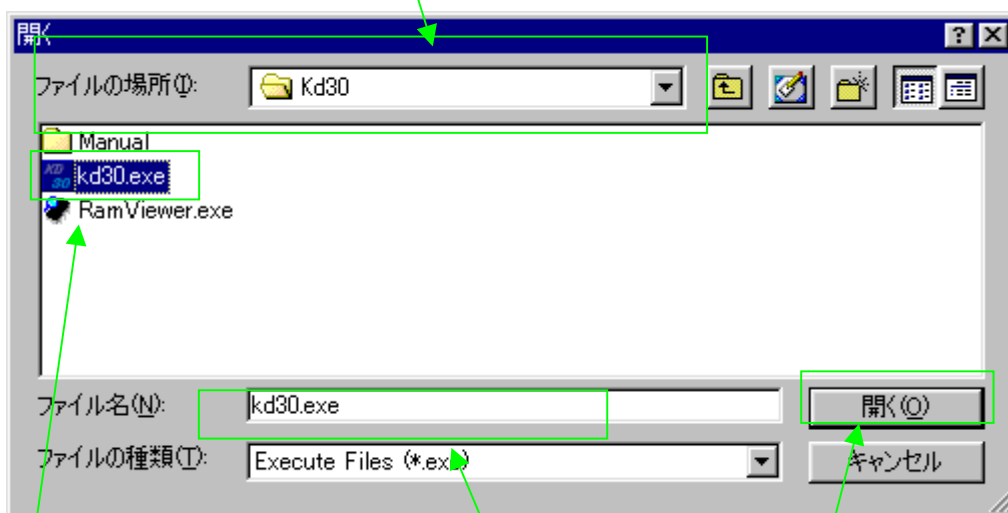 開く
ファイルの場所(I):
Kd30
Manual
KD 30 kd30.exe
RamViewer.exe
ファイル名(N):
kd30.exe
開く(O)
ファイルの種類(T):
Execute Files (*.exe)
キャンセル